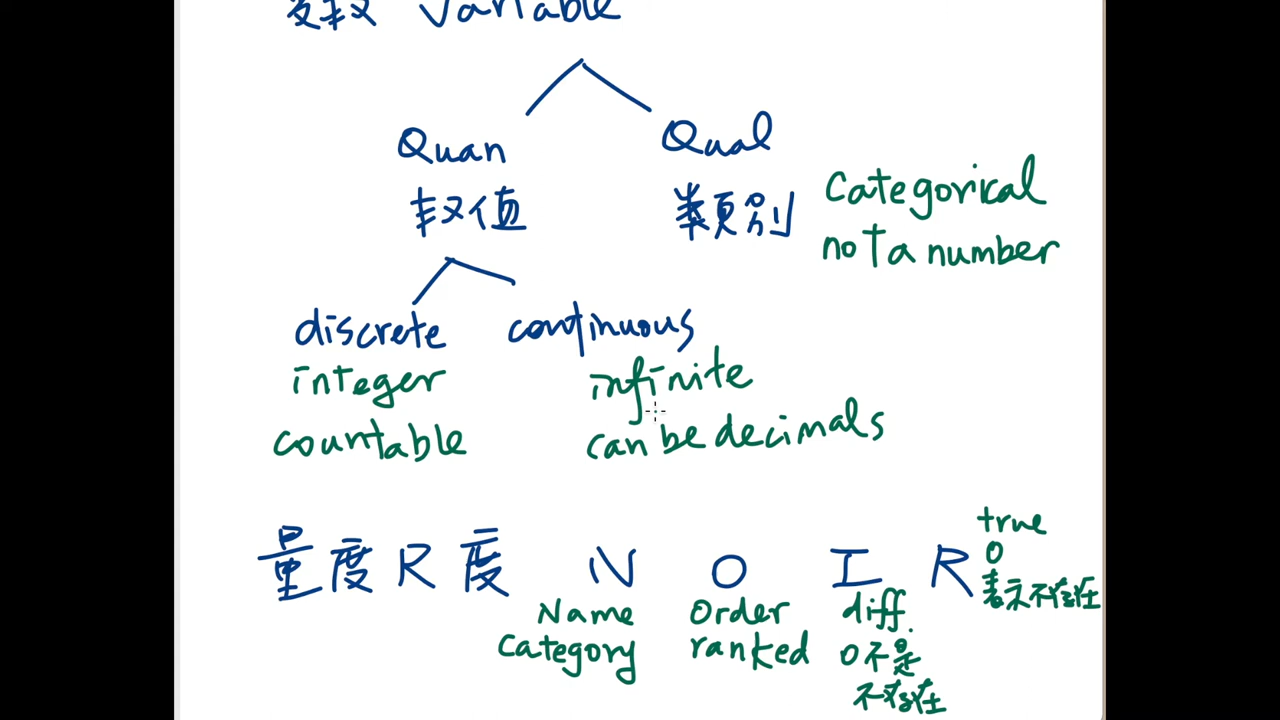 变数 Variable
Quan Qual
数值 类别
Categorical
not a number
discrete continuous
integer infinite
countable can be decimals
量度 R 度 N O I R
true
0
表示不存在
Name Order diff.
Category ranked 0不是
不存在